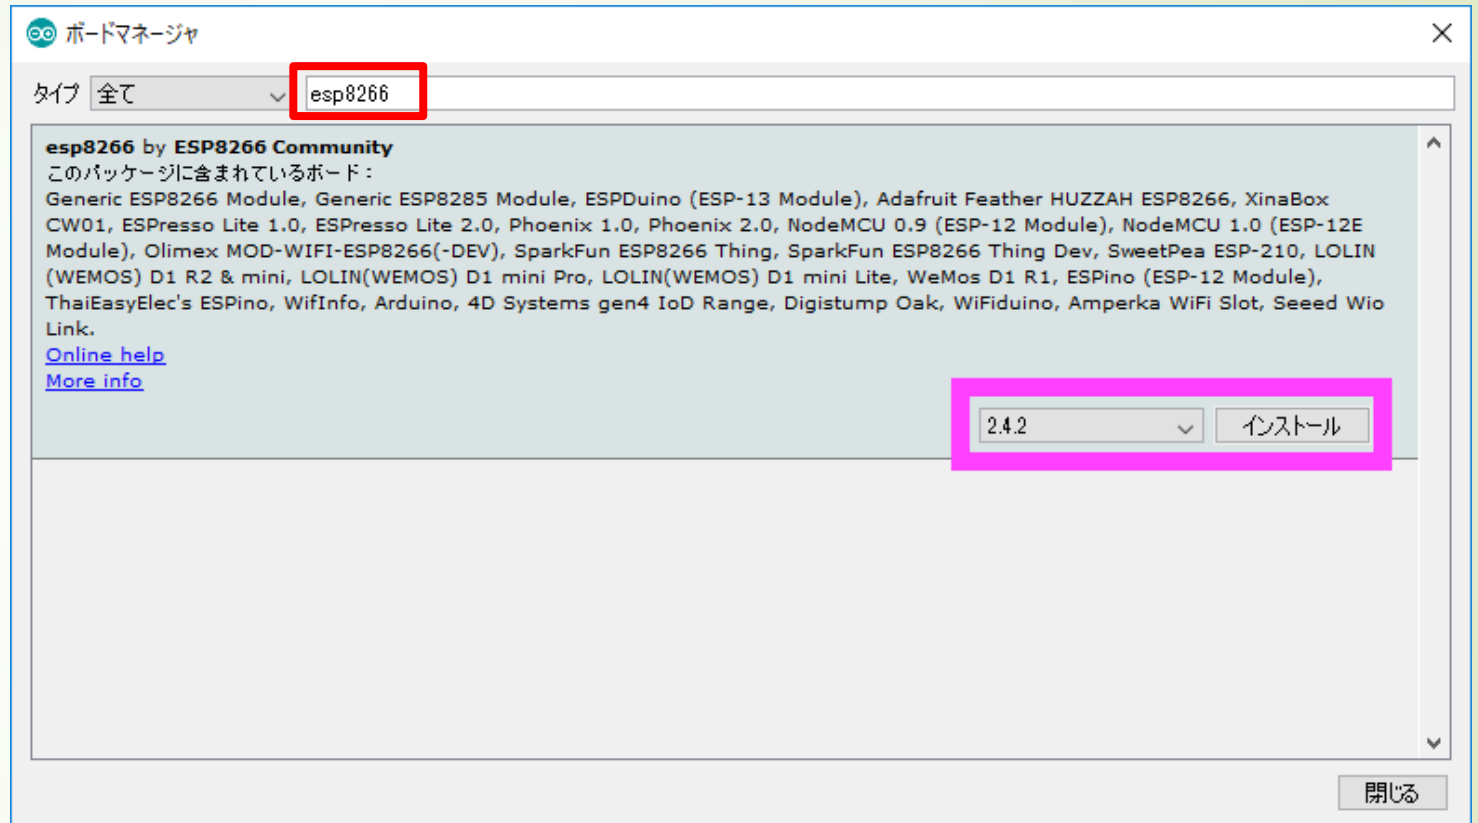 ボードマネージャ
タイプ 全て esp8266
esp8266 by ESP8266 Community
このパッケージに含まれているボード：
Generic ESP8266 Module, Generic ESP8285 Module, ESPDuino (ESP-13 Module), Adafruit Feather HUZZAH ESP8266, XinaBox
CW01, ESPresso Lite 1.0, ESPresso Lite 2.0, Phoenix 1.0, Phoenix 2.0, NodeMCU 0.9 (ESP-12 Module), NodeMCU 1.0 (ESP-12E
Module), Olimex MOD-WIFI-ESP8266(-DEV), SparkFun ESP8266 Thing, SparkFun ESP8266 Thing Dev, SweetPea ESP-210, LOLIN
(WEMOS) D1 R2 & mini, LOLIN(WEMOS) D1 mini Pro, LOLIN(WEMOS) D1 mini Lite, WeMos D1 R1, ESPino (ESP-12 Module),
ThaiEasyElec's ESPino, WifInfo, Arduino, 4D Systems gen4 IoD Range, Digistump Oak, WiFiduino, Amperka WiFi Slot, Seeed Wio
Link.
Online help
More info
2.4.2 インストール
閉じる